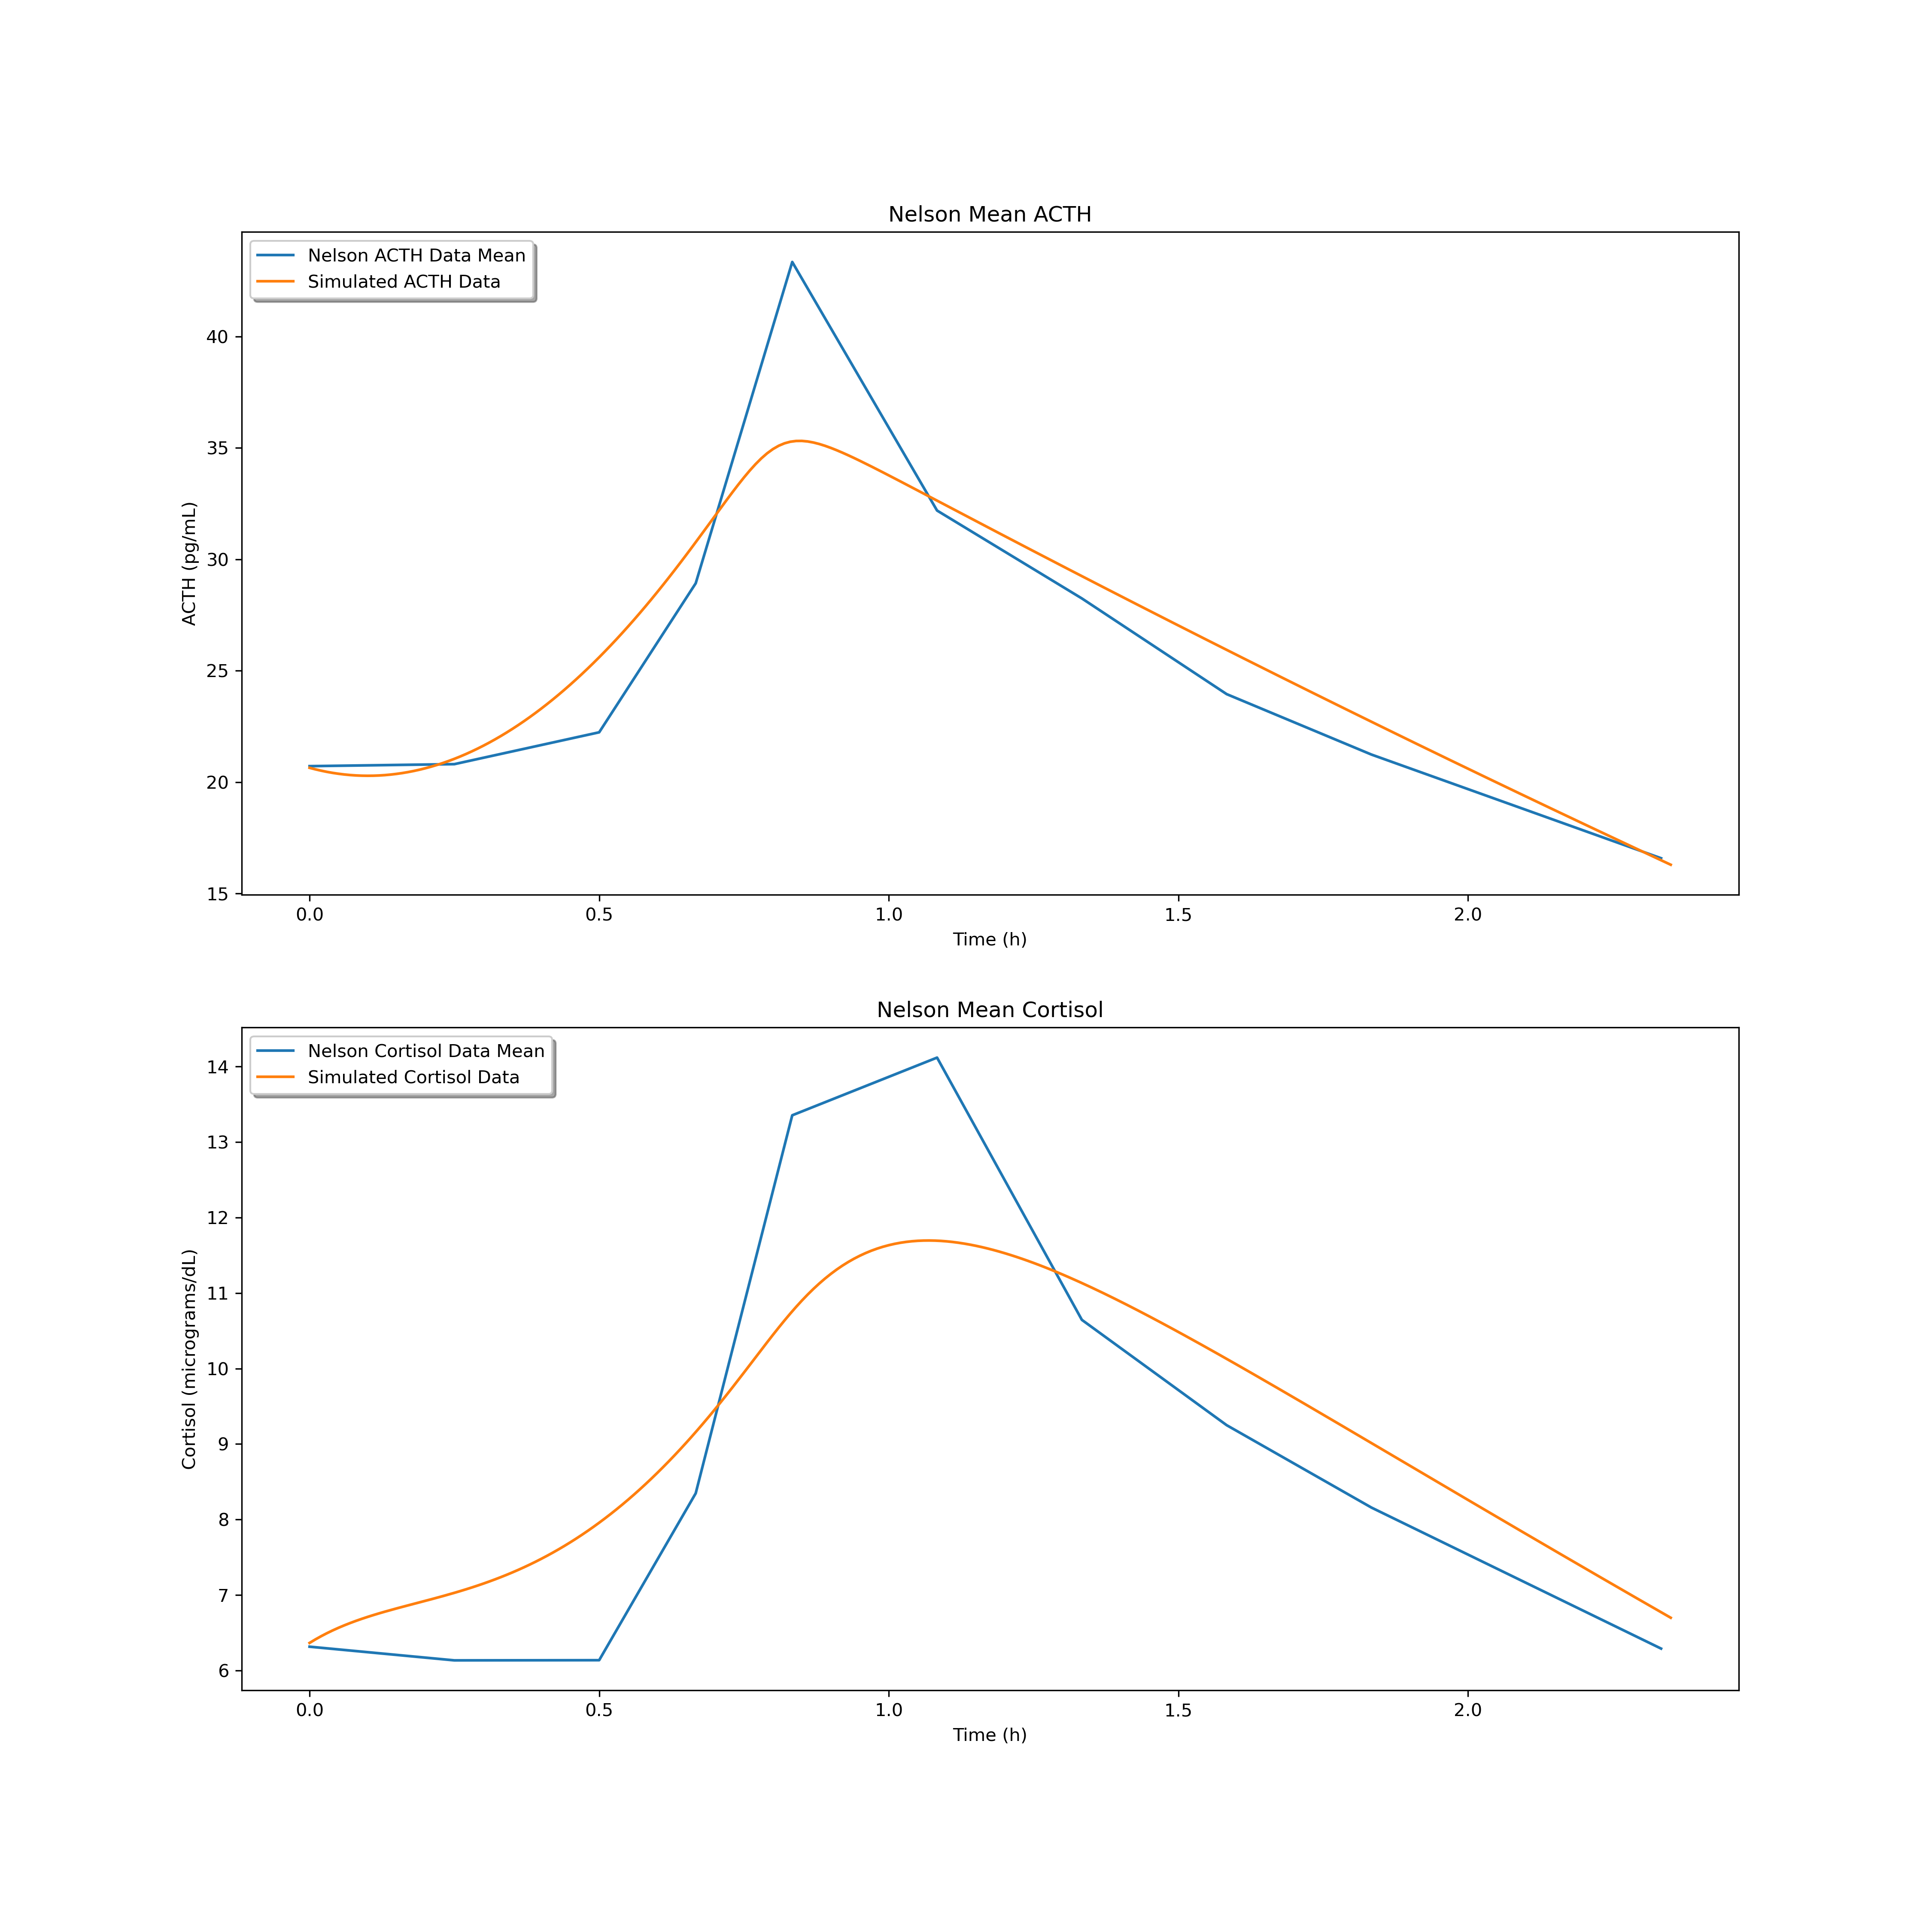 Nelson Mean ACTH
Nelson ACTH Data Mean
Simulated ACTH Data
40
35
30
25
20
15
ACTH (pg/mL)
0.0 0.5 1.0 1.5 2.0
Time (h)
Nelson Mean Cortisol
Nelson Cortisol Data Mean
Simulated Cortisol Data
14
13
12
11
10
9
8
7
6
Cortisol (micrograms/dL)
0.0 0.5 1.0 1.5 2.0
Time (h)